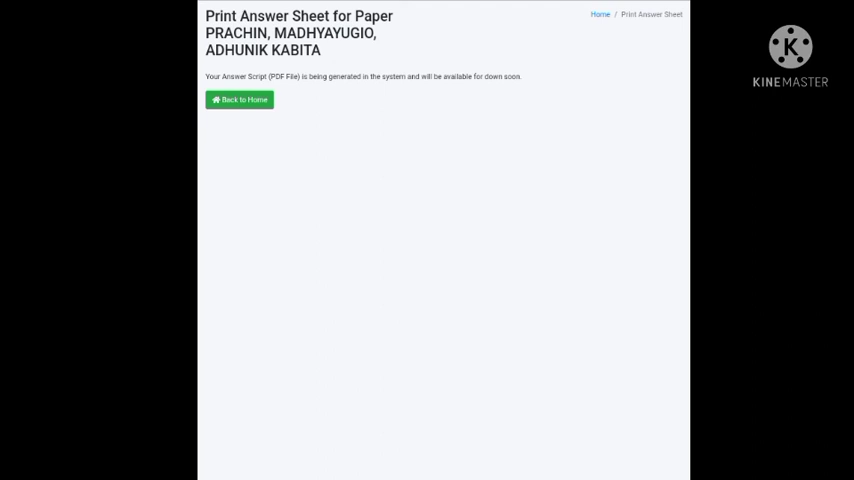 Print Answer Sheet for Paper
PRACHIN, MADHYAYUGIO,
ADHUNIK KABITA
Home / Print Answer Sheet
Your Answer Script (PDF File) is being generated in the system and will be available for down soon.
Back to Home
K
KINEMASTER